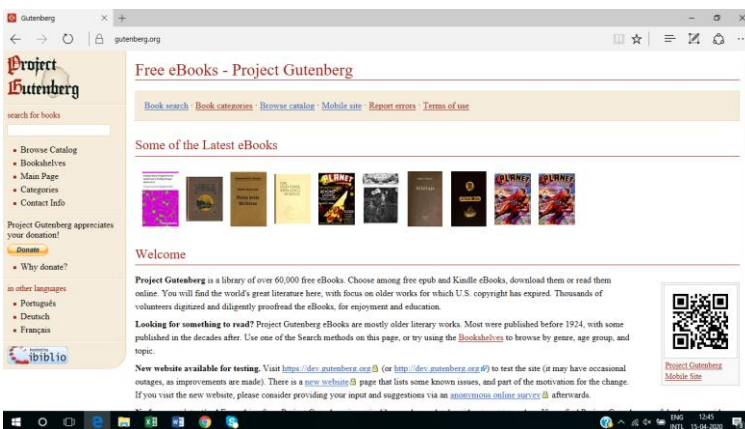 Gutenberg
gutenberg.org
Project
Gutenberg
search for books
Browse Catalog
Bookshelves
Main Page
Categories
Contact Info
Project Gutenberg appreciates
your donation!
Donate
Why donate?
in other languages
Português
Deutsch
Français
ibiblio
Free eBooks - Project Gutenberg
Book search · Book categories · Browse catalog · Mobile site · Report errors · Terms of use
Some of the Latest eBooks
PLANET
PLANET
PLANET
Welcome
Project Gutenberg is a library of over 60,000 free eBooks. Choose among free epub and Kindle eBooks, download them or read them
online. You will find the world's great literature here, with focus on older works for which U.S. copyright has expired. Thousands of
volunteers digitized and diligently proofread the eBooks, for enjoyment and education.
Looking for something to read? Project Gutenberg eBooks are mostly older literary works. Most were published before 1924, with some
published in the decades after. Use one of the Search methods on this page, or try using the Bookshelves to browse by genre, age group, and
topic.
New website available for testing. Visit https://dev.gutenberg.org (or http://dev.gutenberg.org) to test the site (it may have occasional
outages, as improvements are made). There is a new website page that lists some known issues, and part of the motivation for the change.
If you visit the new website, please consider providing your input and suggestions via an anonymous online survey afterwards.
Project Gutenberg
Mobile Site
ENG
INTL
12:45
15-04-2020